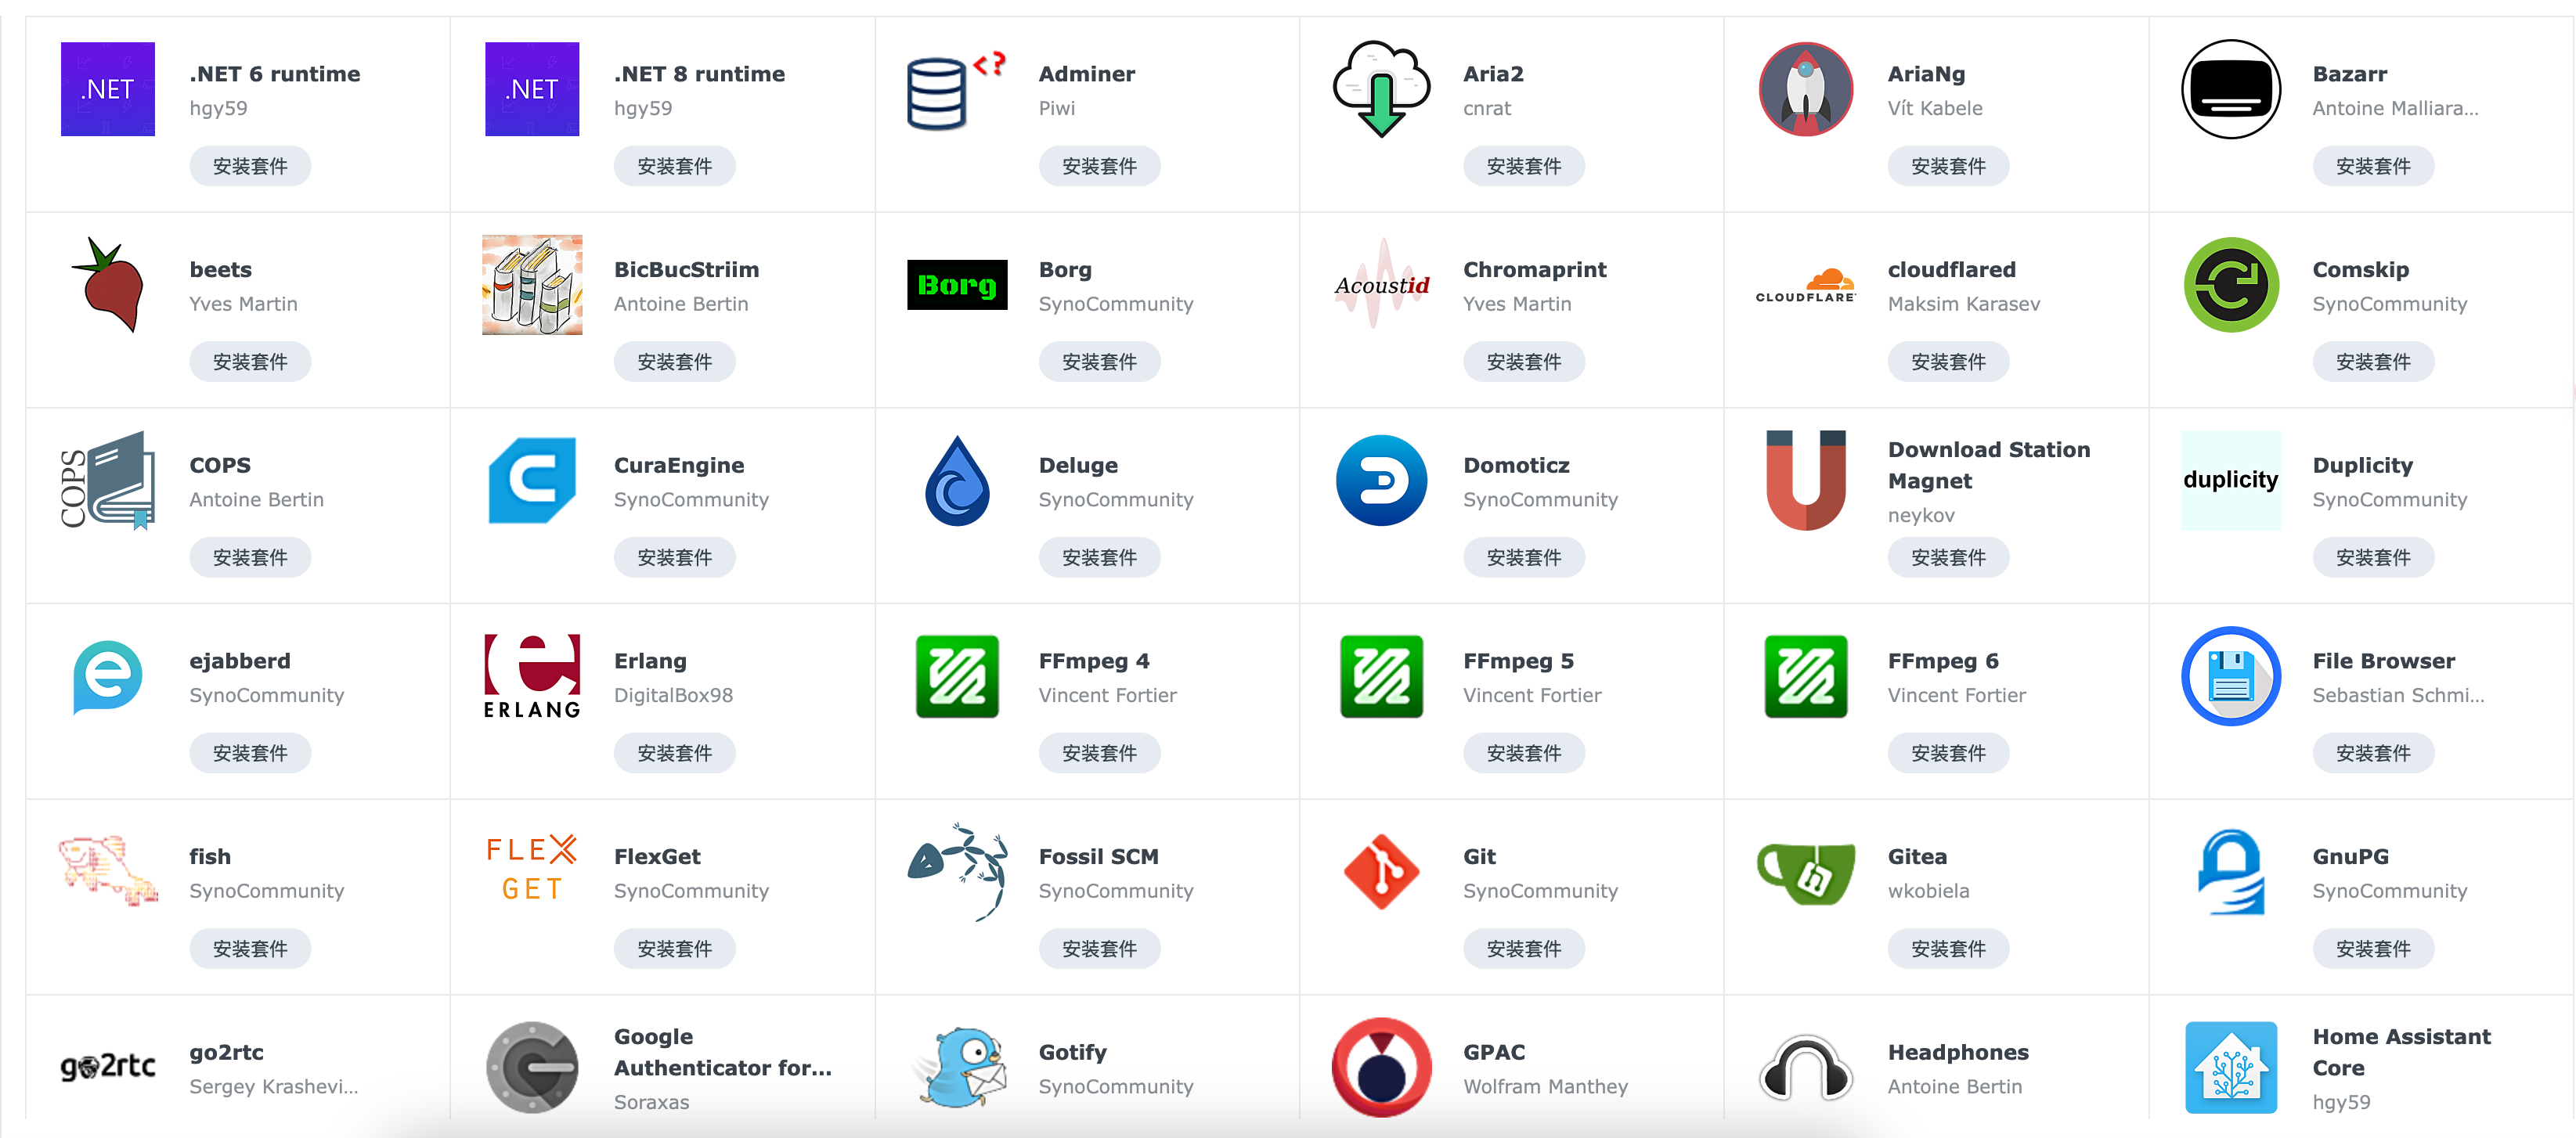 .NET
.NET 6 runtime
hgy59
安装套件
.NET
.NET 8 runtime
hgy59
安装套件
<?
Adminer
Piwi
安装套件
Aria2
cnrat
安装套件
AriaNg
Vít Kabele
安装套件
Bazarr
Antoine Malliara...
安装套件
beets
Yves Martin
安装套件
BicBucStriim
Antoine Bertin
安装套件
Borg
Borg
SynoCommunity
安装套件
Acoustid
Chromaprint
Yves Martin
安装套件
CLOUDFLARE
cloudflared
Maksim Karasev
安装套件
Comskip
SynoCommunity
安装套件
COPS
COPS
Antoine Bertin
安装套件
CuraEngine
SynoCommunity
安装套件
Deluge
SynoCommunity
安装套件
Domoticz
SynoCommunity
安装套件
Download Station
Magnet
neykov
安装套件
duplicity
Duplicity
SynoCommunity
安装套件
e
ejabberd
SynoCommunity
安装套件
e
ERLANG
Erlang
DigitalBox98
安装套件
FFmpeg 4
Vincent Fortier
安装套件
FFmpeg 5
Vincent Fortier
安装套件
FFmpeg 6
Vincent Fortier
安装套件
File Browser
Sebastian Schmi...
安装套件
fish
SynoCommunity
安装套件
FLEX
GET
FlexGet
SynoCommunity
安装套件
Fossil SCM
SynoCommunity
安装套件
Git
SynoCommunity
安装套件
Gitea
wkobiela
安装套件
GnuPG
SynoCommunity
安装套件
go2rtc
go2rtc
Sergey Krashevi...
Google
Authenticator for...
Soraxas
Gotify
SynoCommunity
GPAC
Wolfram Manthey
Headphones
Antoine Bertin
Home Assistant
Core
hgy59